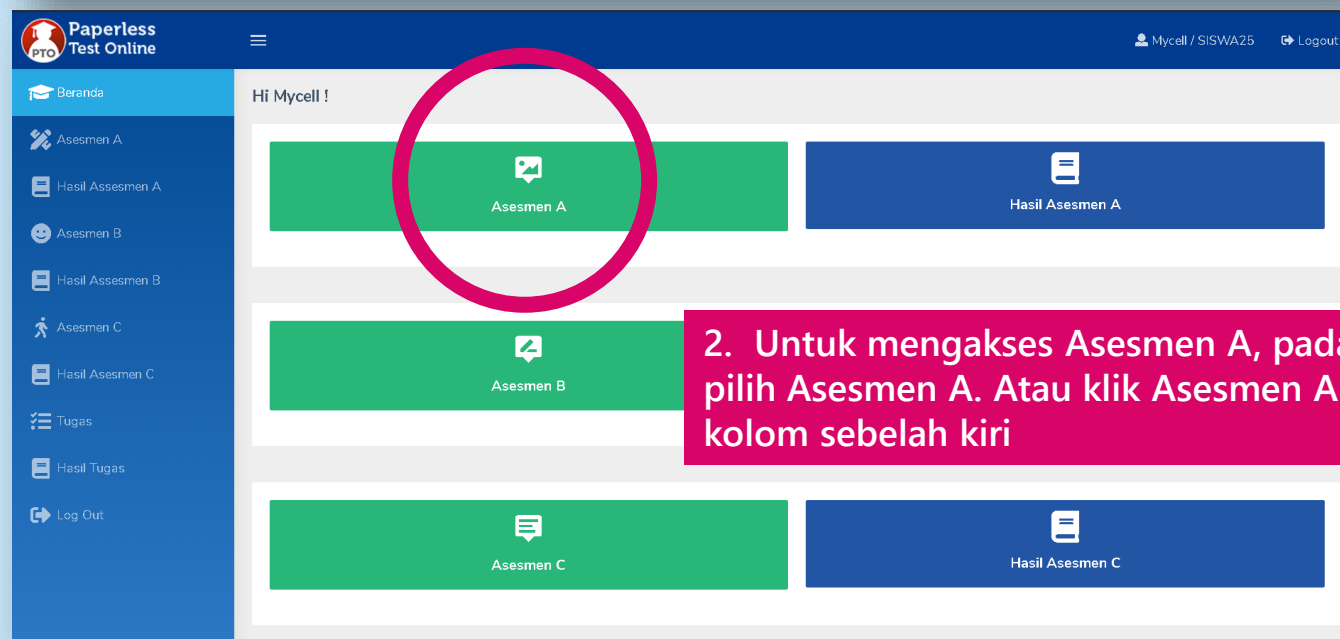 Paperless
Test Online
PTO
Mycell / SISWA25
Logout
Beranda
Asesmen A
Hasil Assesmen A
Asesmen B
Hasil Assesmen B
Asesmen C
Hasil Asesmen C
Tugas
Hasil Tugas
Log Out
Hi Mycell !
Asesmen A
Hasil Asesmen A
Asesmen B
2. Untuk mengakses Asesmen A, pada
pilih Asesmen A. Atau klik Asesmen A
kolom sebelah kiri
Asesmen C
Hasil Asesmen C